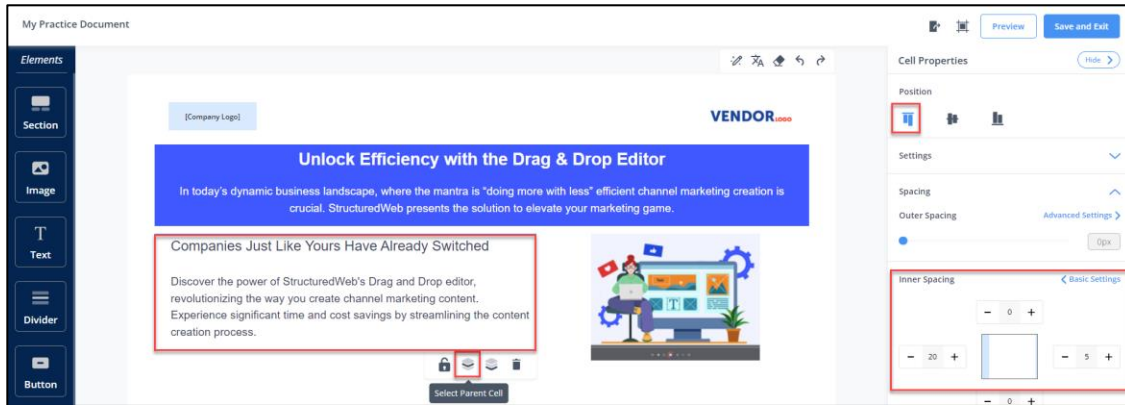 My Practice Document
Preview
Save and Exit
Elements
Section
Image
Text
Divider
Button
[Company Logo]
VENDOR LOGO
Unlock Efficiency with the Drag & Drop Editor
In today's dynamic business landscape, where the mantra is "doing more with less" efficient channel marketing creation is
crucial. StructuredWeb presents the solution to elevate your marketing game.
Companies Just Like Yours Have Already Switched
Discover the power of StructuredWeb's Drag and Drop editor,
revolutionizing the way you create channel marketing content.
Experience significant time and cost savings by streamlining the content
creation process.
Select Parent Cell
Cell Properties
Hide
Position
Settings
Spacing
Outer Spacing
Advanced Settings
0px
Inner Spacing
Basic Settings
− 0 +
− 20 +
− 5 +
− 0 +